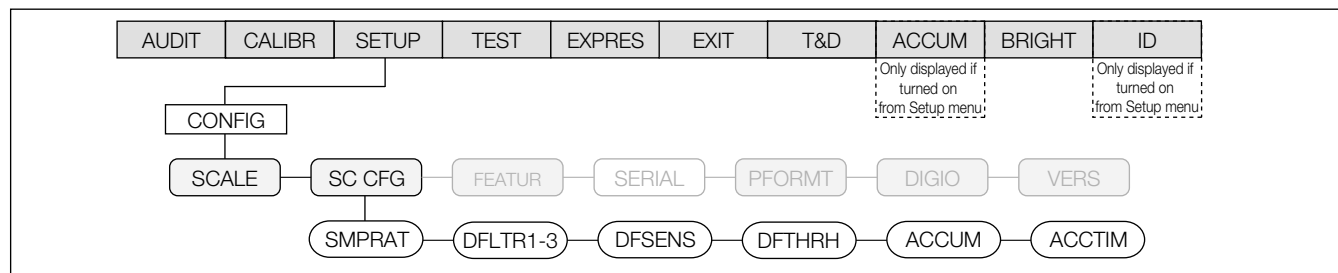 AUDIT CALIBR SETUP TEST EXPRES EXIT T&D ACCUM BRIGHT ID
Only displayed if
turned on
from Setup menu
Only displayed if
turned on
from Setup menu
CONFIG
SCALE SC CFG FEATUR SERIAL PFORMT DIGIO VERS
SMPRAT DFLTR1-3 DFSENS DFTHRH ACCUM ACCTIM